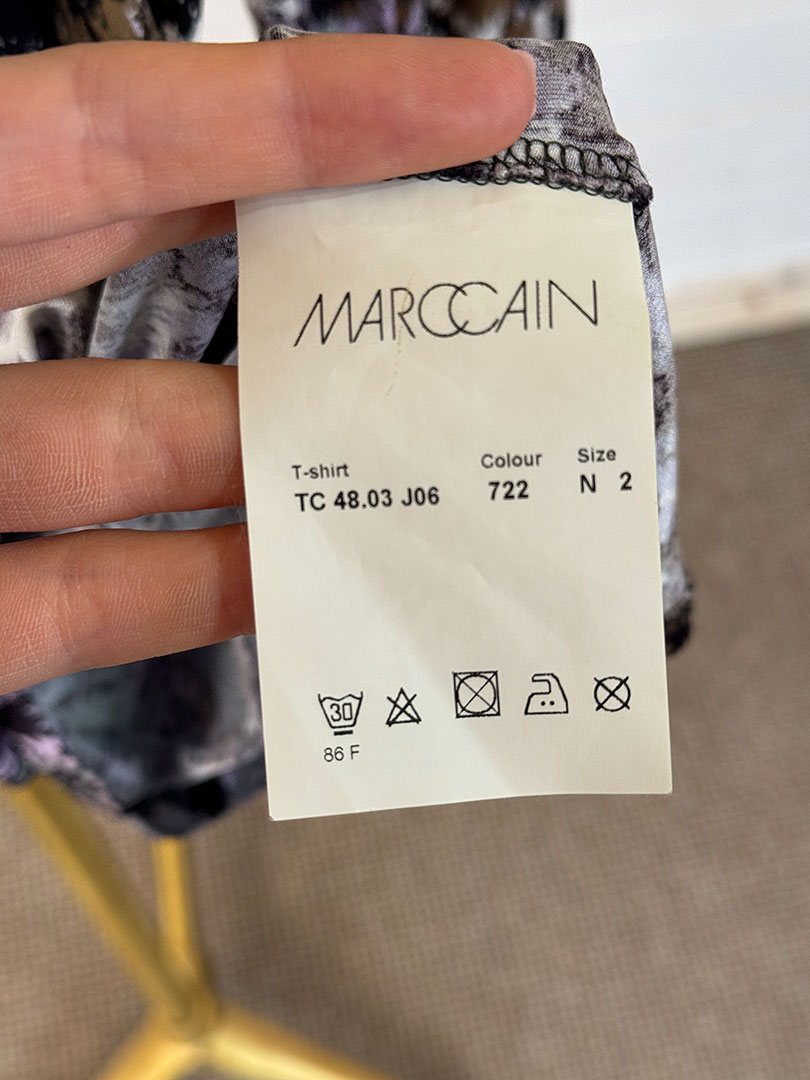 MARCCAIN
T-shirt Colour Size
TC 48.03 J06 722 N 2
30
86 F